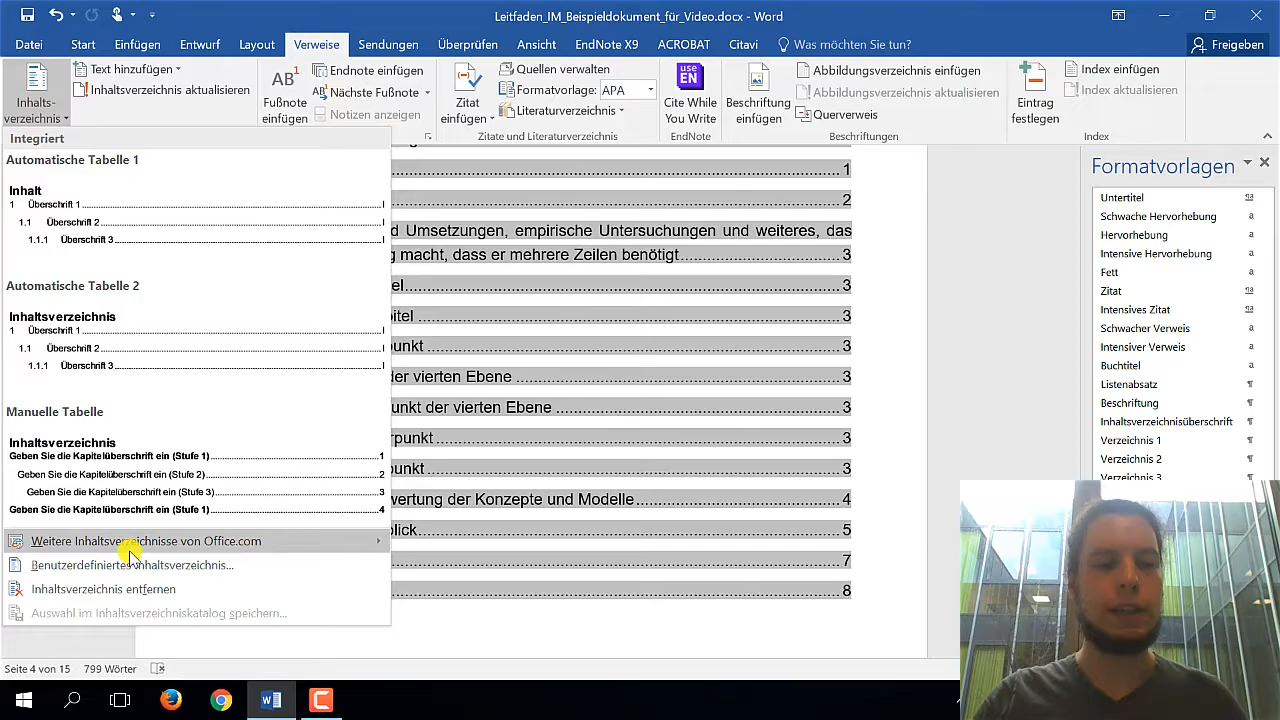 Leitfaden_IM_Beispieldokument_für_Video.docx - Word
Datei Start Einfügen Entwurf Layout Verweise Sendungen Überprüfen Ansicht EndNote X9 ACROBAT Citavi Was möchten Sie tun? Freigeben
Inhalts-
verzeichnis
Text hinzufügen
Inhaltsverzeichnis aktualisieren
AB¹
Fußnote
einfügen
Endnote einfügen
Nächste Fußnote
Notizen anzeigen
Zitat
einfügen
Quellen verwalten
Formatvorlage: APA
Literaturverzeichnis
Zitate und Literaturverzeichnis
use
EN
Cite While
You Write
EndNote
Beschriftung
einfügen
Abbildungsverzeichnis einfügen
Abbildungsverzeichnis aktualisieren
Querverweis
Beschriftungen
Eintrag
festlegen
Index einfügen
Index aktualisieren
Index
Integriert
Automatische Tabelle 1
Inhalt
1 Überschrift 1 I
1.1 Überschrift 2 I
1.1.1 Überschrift 3 I
Automatische Tabelle 2
Inhaltsverzeichnis
1 Überschrift 1 I
1.1 Überschrift 2 I
1.1.1 Überschrift 3 I
Manuelle Tabelle
Inhaltsverzeichnis
Geben Sie die Kapitelüberschrift ein (Stufe 1) 1
Geben Sie die Kapitelüberschrift ein (Stufe 2) 2
Geben Sie die Kapitelüberschrift ein (Stufe 3) 3
Geben Sie die Kapitelüberschrift ein (Stufe 1) 4
Weitere Inhaltsverzeichnisse von Office.com
Benutzerdefiniertes Inhaltsverzeichnis...
Inhaltsverzeichnis entfernen
Auswahl im Inhaltsverzeichniskatalog speichern...
1
2
d Umsetzungen, empirische Untersuchungen und weiteres, das
g macht, dass er mehrere Zeilen benötigt 3
el 3
pitel 3
punkt 3
der vierten Ebene 3
unkt der vierten Ebene 3
rpunkt 3
punkt 3
wertung der Konzepte und Modelle 4
blick 5
7
8
Formatvorlagen
Untertitel
Schwache Hervorhebung
Hervorhebung
Intensive Hervorhebung
Fett
Zitat
Intensives Zitat
Schwacher Verweis
Intensiver Verweis
Buchtitel
Listenabsatz
Beschriftung
Inhaltsverzeichnisüberschrift
Verzeichnis 1
Verzeichnis 2
Verzeichnis 3
Seite 4 von 15 799 Wörter